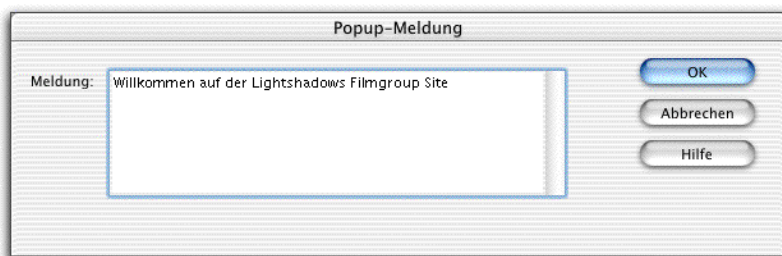 Popup-Meldung
Meldung: Willkommen auf der Lightshadows Filmgroup Site
OK
Abbrechen
Hilfe